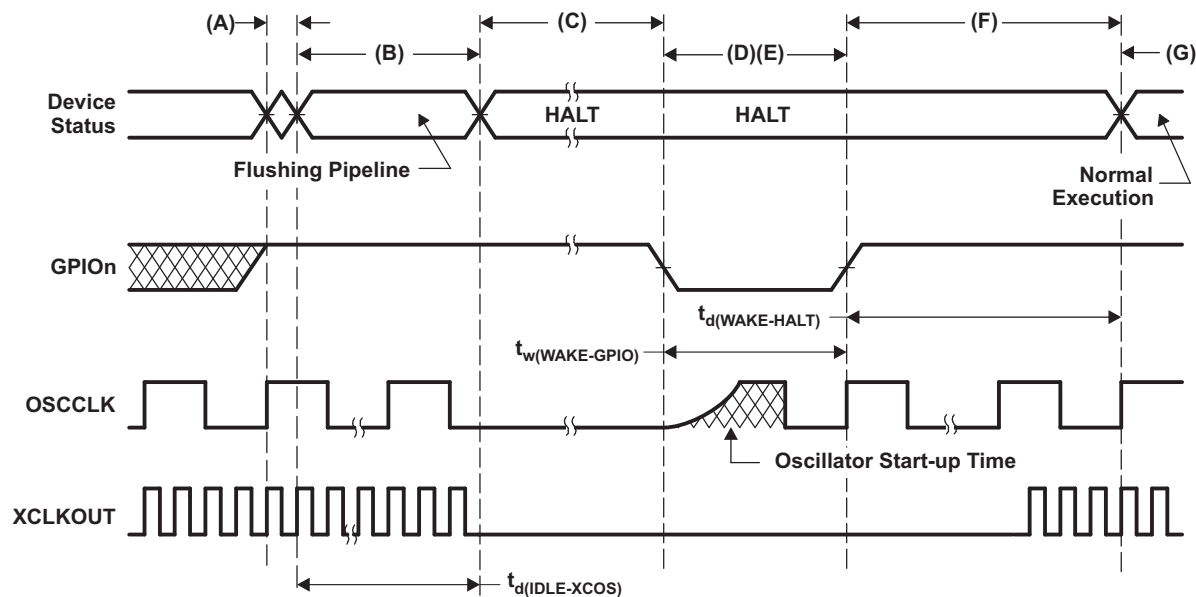 (A)
(C)
(F)
(B)
(D)(E)
(G)
Device
Status
HALT
HALT
Flushing Pipeline
Normal
Execution
GPIOn
td(WAKE-HALT)
tw(WAKE-GPIO)
OSCCLK
Oscillator Start-up Time
XCLKOUT
td(IDLE-XCOS)